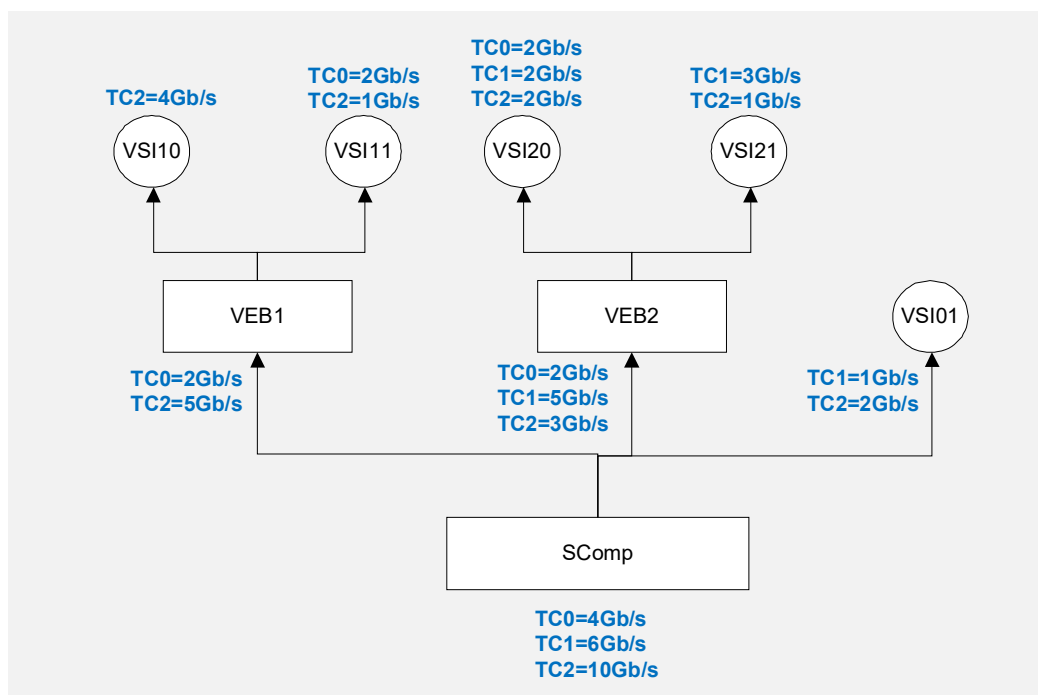 TC2=4Gb/s
VSI10
TC0=2Gb/s
TC2=1Gb/s
VSI11
TC0=2Gb/s
TC1=2Gb/s
TC2=2Gb/s
VSI20
TC1=3Gb/s
TC2=1Gb/s
VSI21
VEB1
TC0=2Gb/s
TC2=5Gb/s
VEB2
TC0=2Gb/s
TC1=5Gb/s
TC2=3Gb/s
VSI01
TC1=1Gb/s
TC2=2Gb/s
SComp
TC0=4Gb/s
TC1=6Gb/s
TC2=10Gb/s